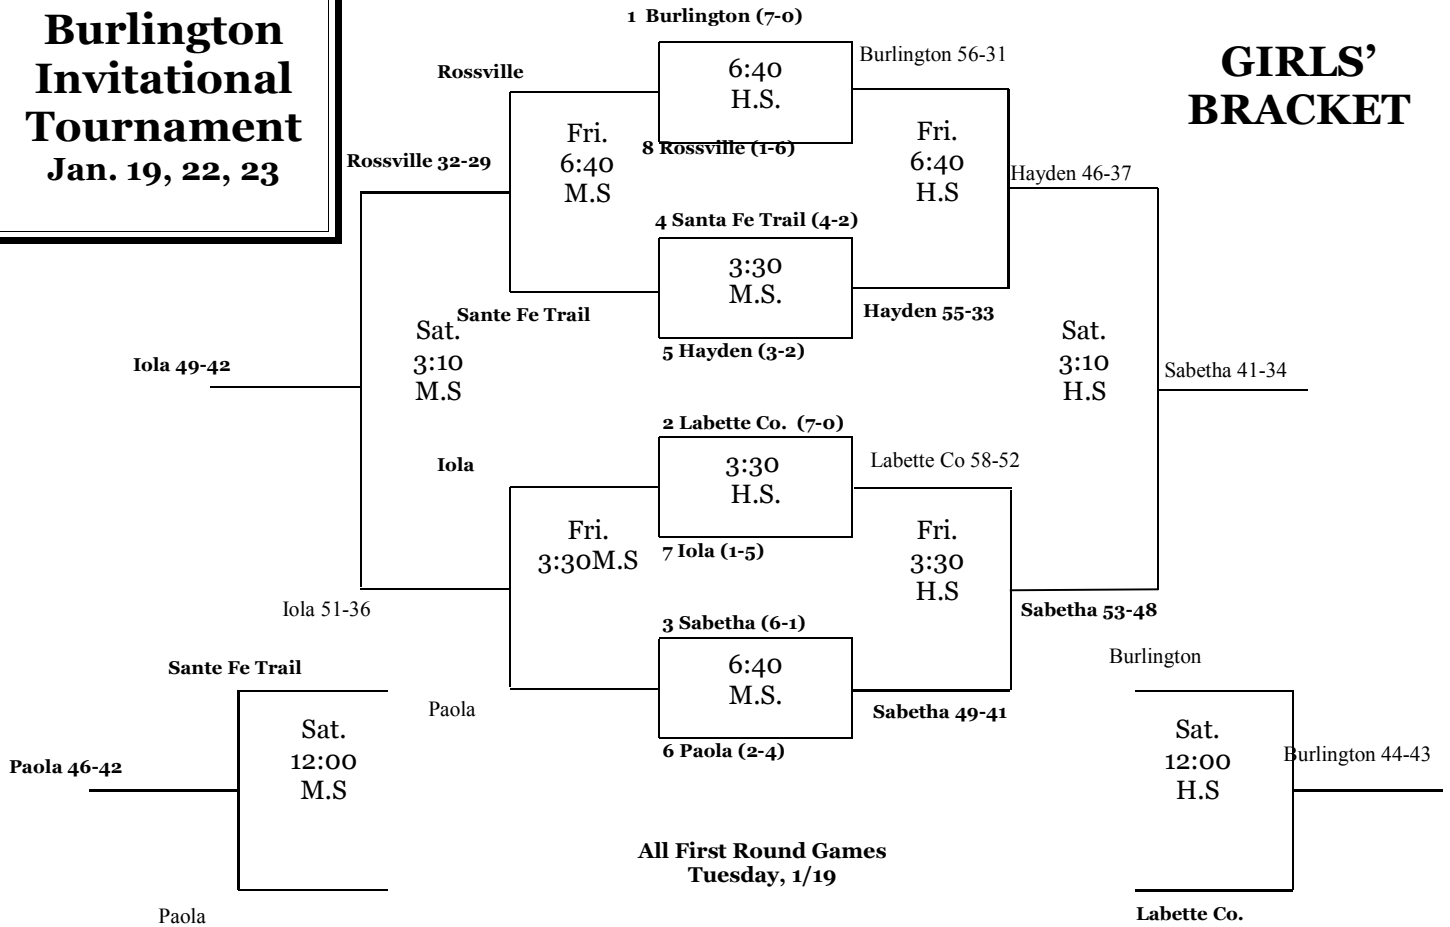 Burlington
Invitational
Tournament
Jan. 19, 22, 23
GIRLS’
BRACKET
1 Burlington (7-0)
6:40
H.S.
8 Rossville (1-6)
Burlington 56-31
Rossville
Fri.
6:40
M.S
Fri.
6:40
H.S
Rossville 32-29
Hayden 46-37
4 Santa Fe Trail (4-2)
3:30
M.S.
5 Hayden (3-2)
Sante Fe Trail
Hayden 55-33
Sat.
3:10
M.S
Sat.
3:10
H.S
Iola 49-42
Sabetha 41-34
2 Labette Co. (7-0)
3:30
H.S.
7 Iola (1-5)
Iola
Labette Co 58-52
Fri.
3:30M.S
Fri.
3:30
H.S
Iola 51-36
Sabetha 53-48
3 Sabetha (6-1)
6:40
M.S.
6 Paola (2-4)
Paola
Sabetha 49-41
Sante Fe Trail
Sat.
12:00
M.S
Paola 46-42
Paola
Burlington
Sat.
12:00
H.S
Burlington 44-43
Labette Co.
All First Round Games
Tuesday, 1/19